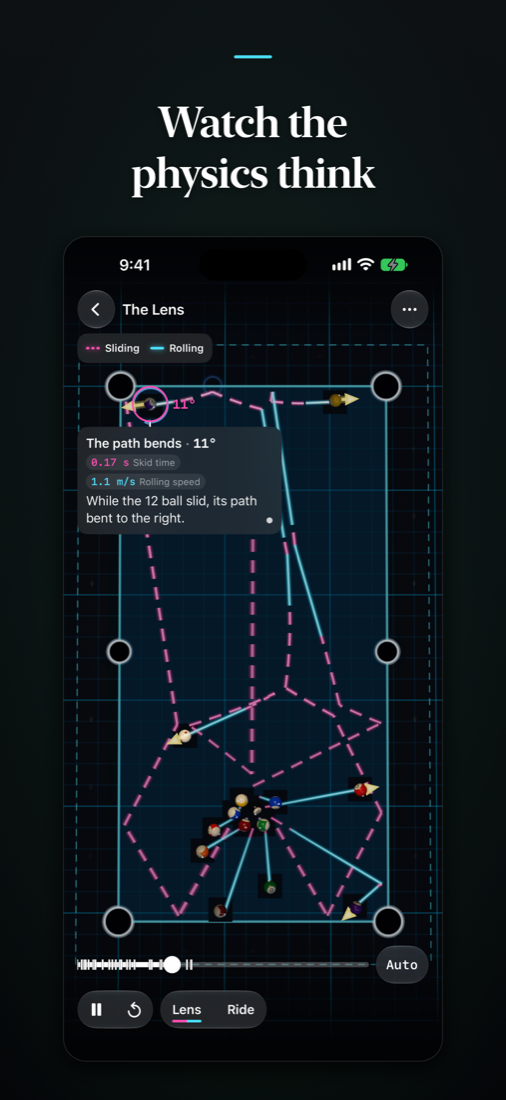 Watch the
physics think
9:41
The Lens
Sliding
Rolling
11°
The path bends · 11°
0.17 s Skid time
1.1 m/s Rolling speed
While the 12 ball slid, its path
bent to the right.
Auto
Lens
Ride